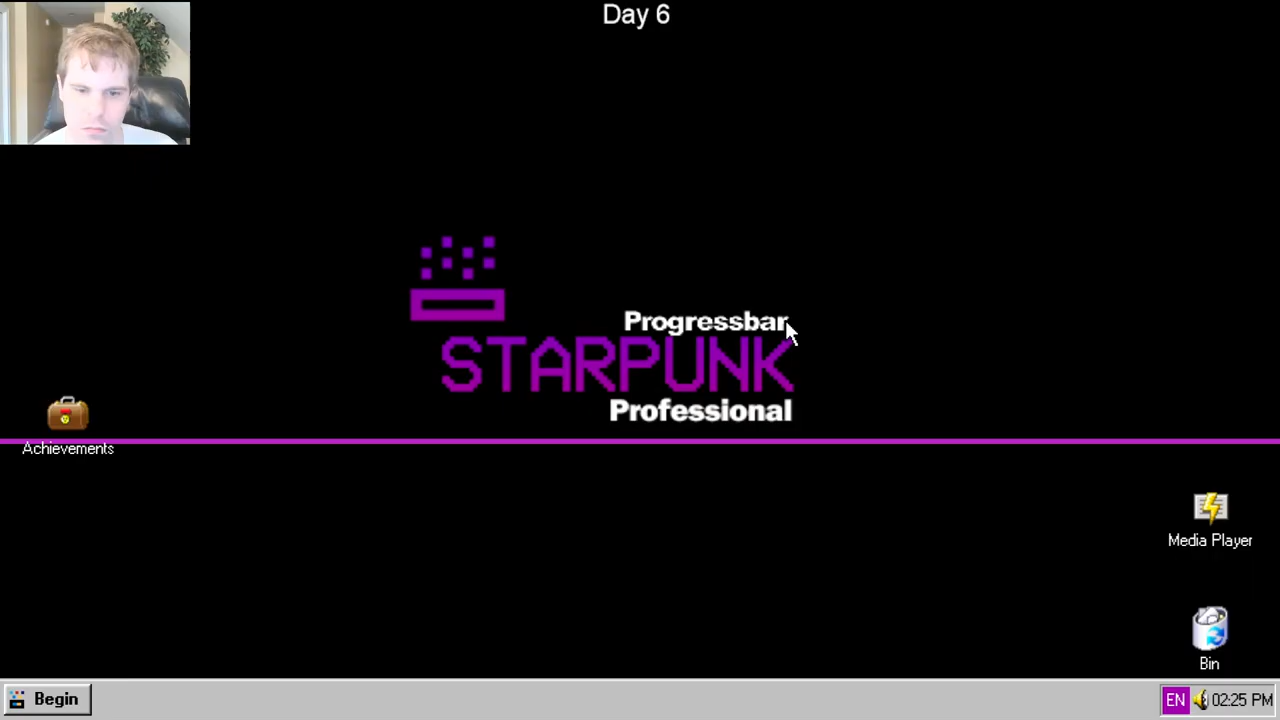 Day 6
Progressbar
STARPUNK
Professional
Achievements
Media Player
Bin
Begin
EN 02:25 PM